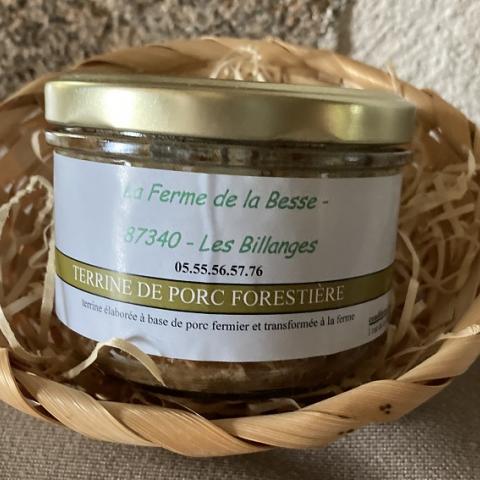 La Ferme de la Besse -
87340 - Les Billanges
05.55.56.57.76
TERRINE DE PORC FORESTIÈRE
terrine élaborée à base de porc fermier et transformée à la ferme